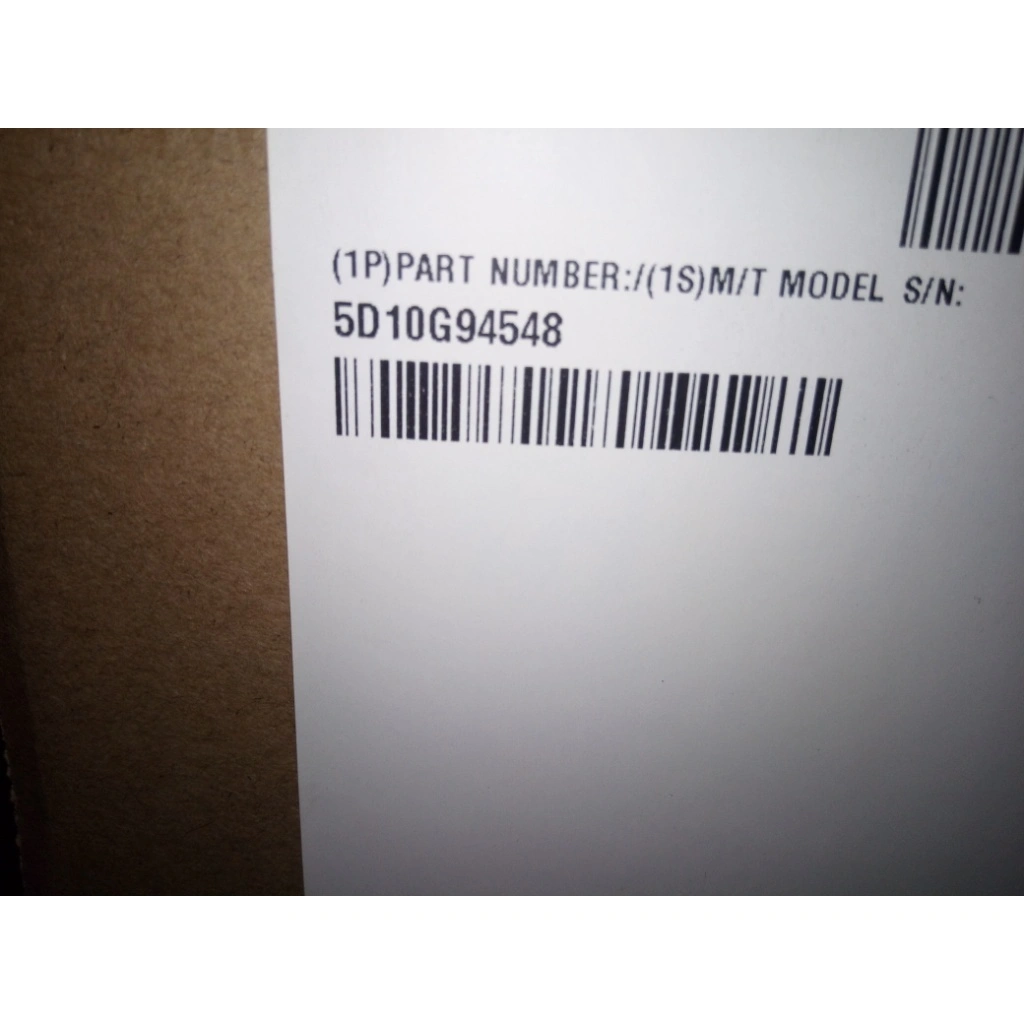 (1P)PART NUMBER:/(1S)M/T MODEL S/N:
5D10G94548